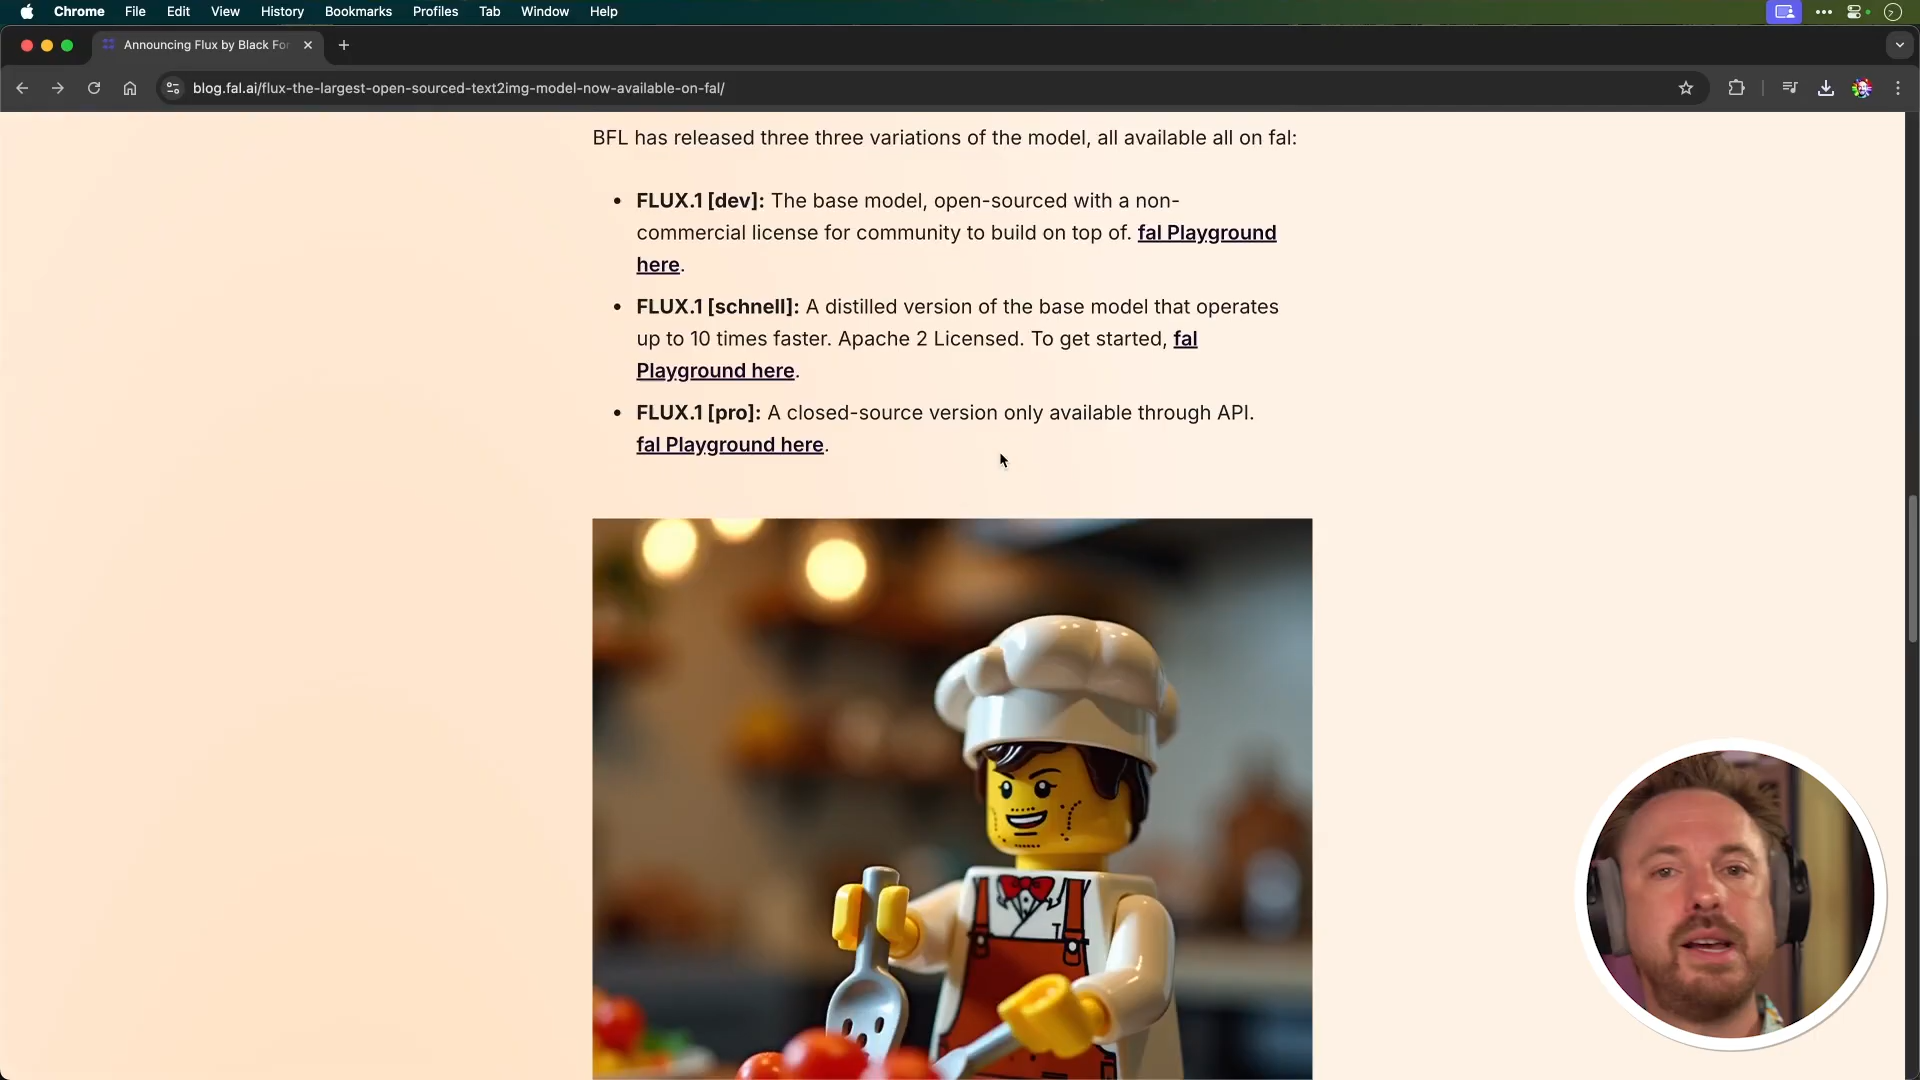 Chrome File Edit View History Bookmarks Profiles Tab Window Help
Announcing Flux by Black For
blog.fal.ai/flux-the-largest-open-sourced-text2img-model-now-available-on-fal/
BFL has released three three variations of the model, all available all on fal:
• FLUX.1 [dev]: The base model, open-sourced with a non-
commercial license for community to build on top of. fal Playground
here.
• FLUX.1 [schnell]: A distilled version of the base model that operates
up to 10 times faster. Apache 2 Licensed. To get started, fal
Playground here.
• FLUX.1 [pro]: A closed-source version only available through API.
fal Playground here.